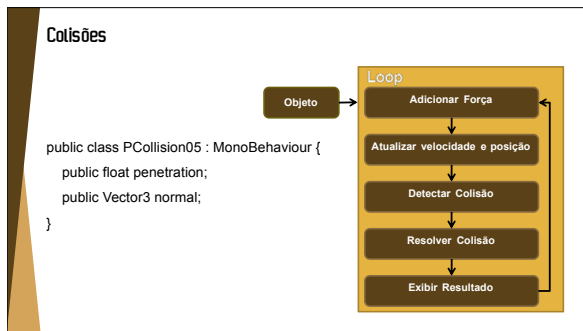 Colisões
public class PCollision05 : MonoBehaviour {
public float penetration;
public Vector3 normal;
}
Objeto
Loop
Adicionar Força
Atualizar velocidade e posição
Detectar Colisão
Resolver Colisão
Exibir Resultado